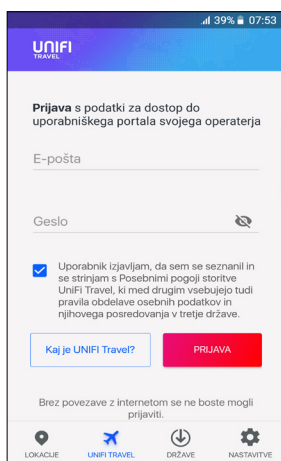 39% 07:53
UNIFI
TRAVEL
Prijava s podatki za dostop do
uporabniškega portala svojega operaterja
E-pošta
Geslo
Uporabnik izjavljam, da sem se seznanil in
se strinjam s Posebnimi pogoji storitve
UniFi Travel, ki med drugim vsebujejo tudi
pravila obdelave osebnih podatkov in
njihovega posredovanja v tretje države.
Kaj je UNIFI Travel?
PRIJAVA
Brez povezave z internetom se ne boste mogli
prijaviti.
LOKACIJE
UNIFI TRAVEL
DRŽAVE
NASTAVITVE